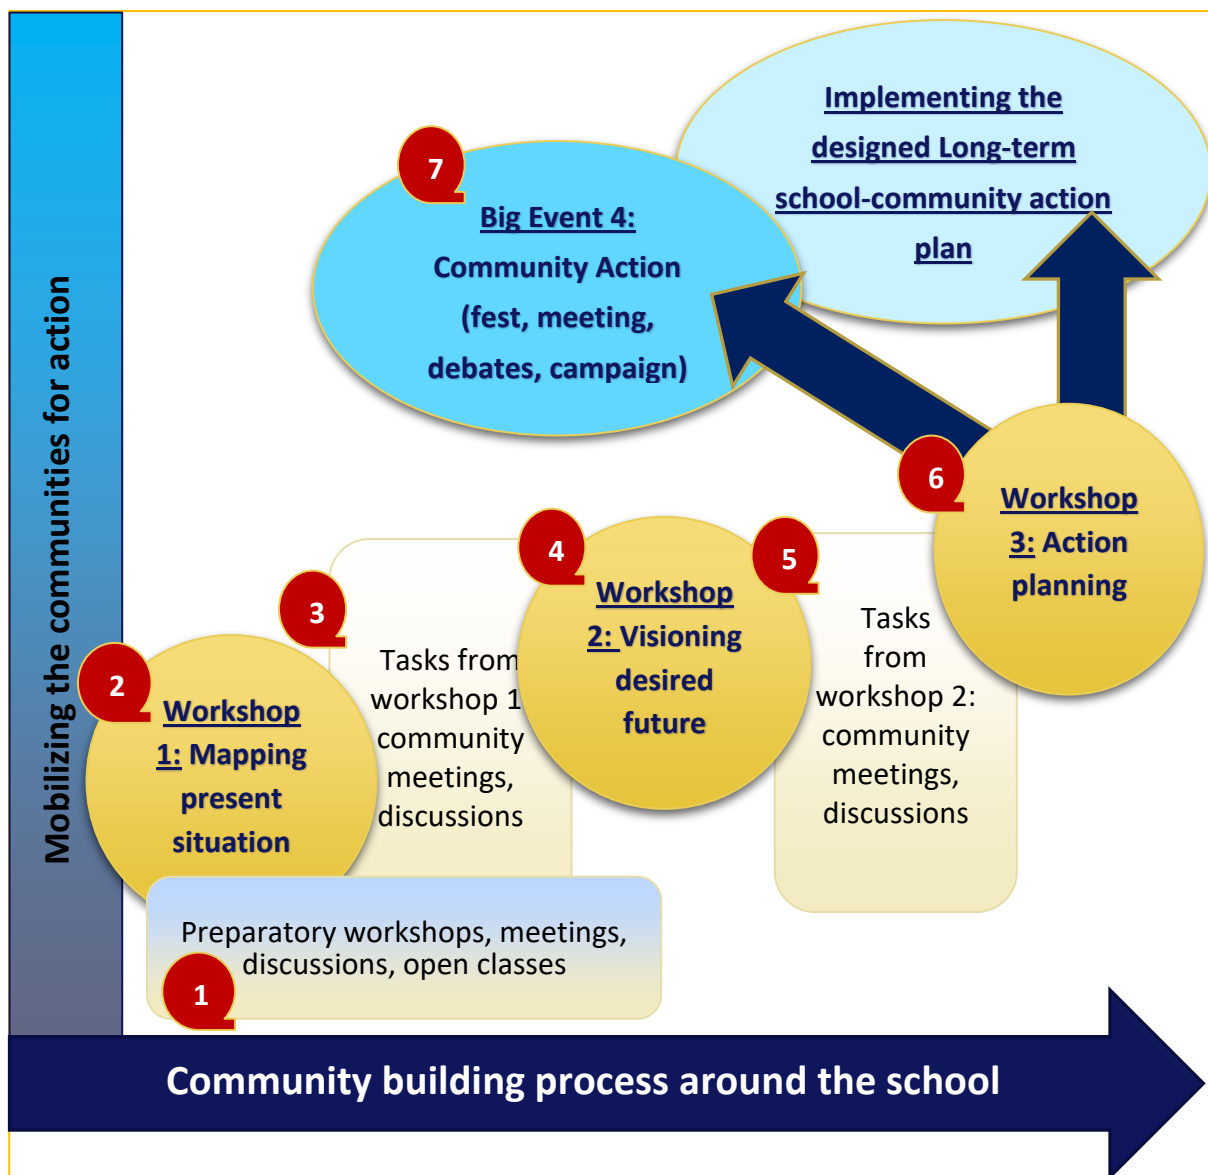 Mobilizing the communities for action
Implementing the
designed Long-term
school-community action
plan
7
Big Event 4:
Community Action
(fest, meeting,
debates, campaign)
6
Workshop
3: Action
planning
4
Workshop
2: Visioning
desired
future
5
Tasks
from
workshop 2:
community
meetings,
discussions
3
Tasks from
workshop 1
community
meetings,
discussions
2
Workshop
1: Mapping
present
situation
Preparatory workshops, meetings,
discussions, open classes
1
Community building process around the school